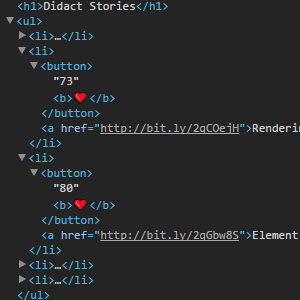 <h1>Didact Stories</h1>
▼<ul>
▶<li>…</li>
▼<li>
▼<button>
"73"
<b>❤</b>
</button>
<a href="http://bit.ly/2qCOejH">Renderin
</li>
▼<li>
▼<button>
"80"
<b>❤</b>
</button>
<a href="http://bit.ly/2qGbw8S">Element
</li>
▶<li>…</li>
▶<li>…</li>
</ul>